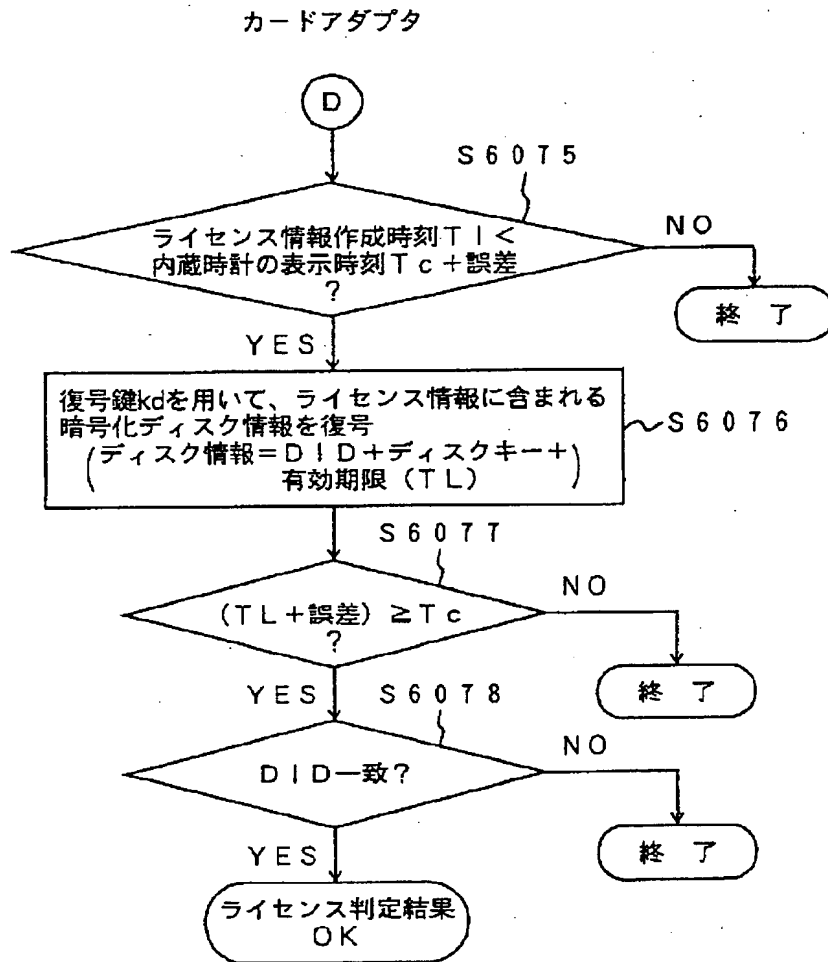 カードアダプタ
D
S6075
ライセンス情報作成時刻Tl<
内蔵時計の表示時刻Tc+誤差
?
NO
終 了
YES
復号鍵kdを用いて、ライセンス情報に含まれる
暗号化ディスク情報を復号
(ディスク情報=DID+ディスクキー+
有効期限(TL))
S6076
S6077
(TL+誤差)≧Tc
?
NO
終 了
YES
S6078
DID一致?
NO
終 了
YES
ライセンス判定結果
OK